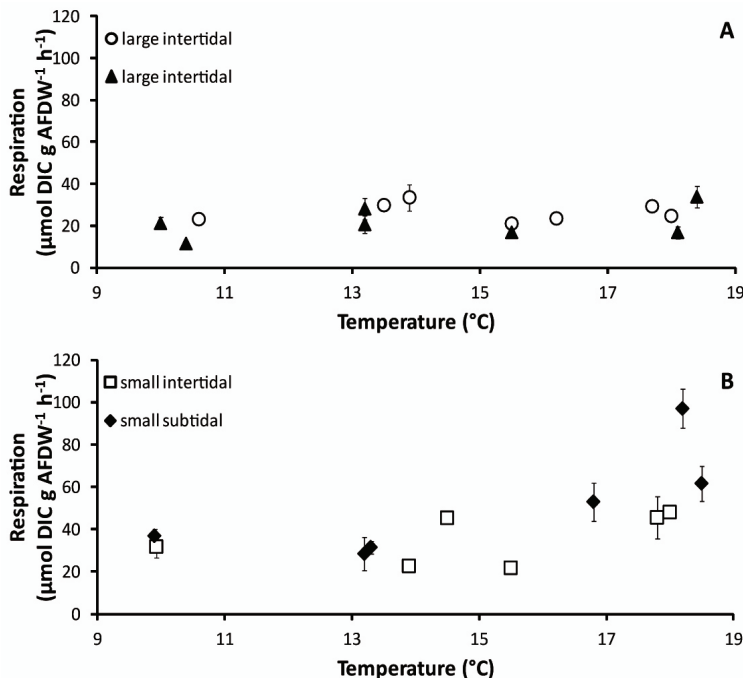 A
large intertidal
large intertidal
Respiration
(µmol DIC g AFDW⁻¹ h⁻¹)
120
100
80
60
40
20
0
9 11 13 15 17 19
Temperature (°C)
B
small intertidal
small subtidal
Respiration
(µmol DIC g AFDW⁻¹ h⁻¹)
120
100
80
60
40
20
0
9 11 13 15 17 19
Temperature (°C)